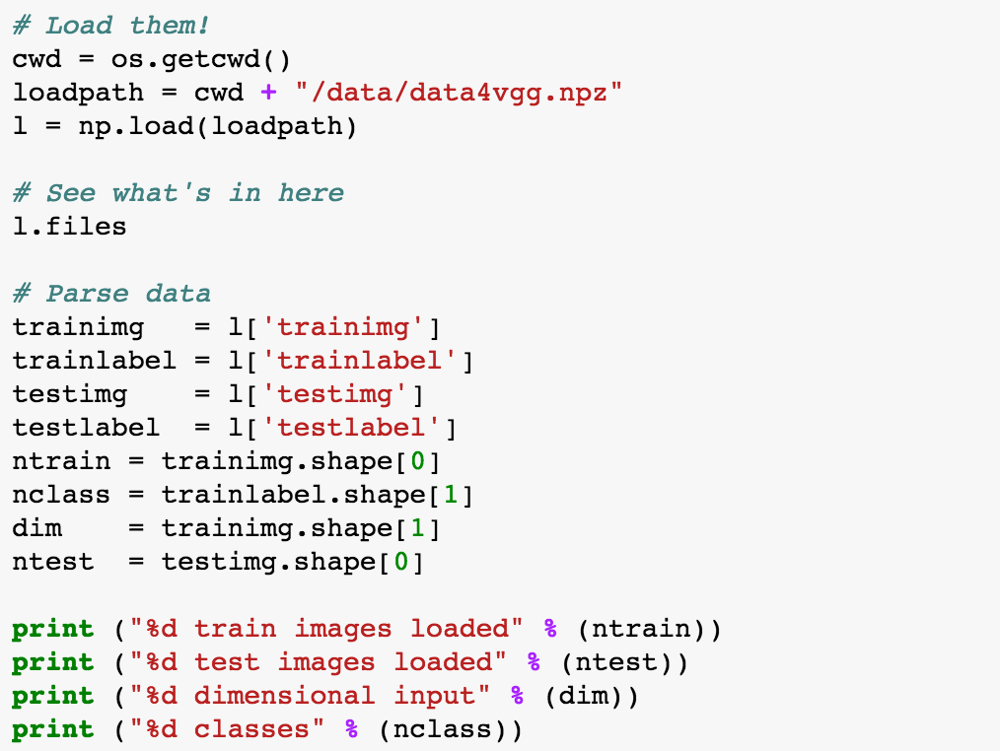 # Load them!
cwd = os.getcwd()
loadpath = cwd + "/data/data4vgg.npz"
l = np.load(loadpath)
# See what's in here
l.files
# Parse data
trainimg   = l['trainimg']
trainlabel = l['trainlabel']
testimg    = l['testimg']
testlabel  = l['testlabel']
ntrain = trainimg.shape[0]
nclass = trainlabel.shape[1]
dim    = trainimg.shape[1]
ntest  = testimg.shape[0]
print ("%d train images loaded" % (ntrain))
print ("%d test images loaded" % (ntest))
print ("%d dimensional input" % (dim))
print ("%d classes" % (nclass))